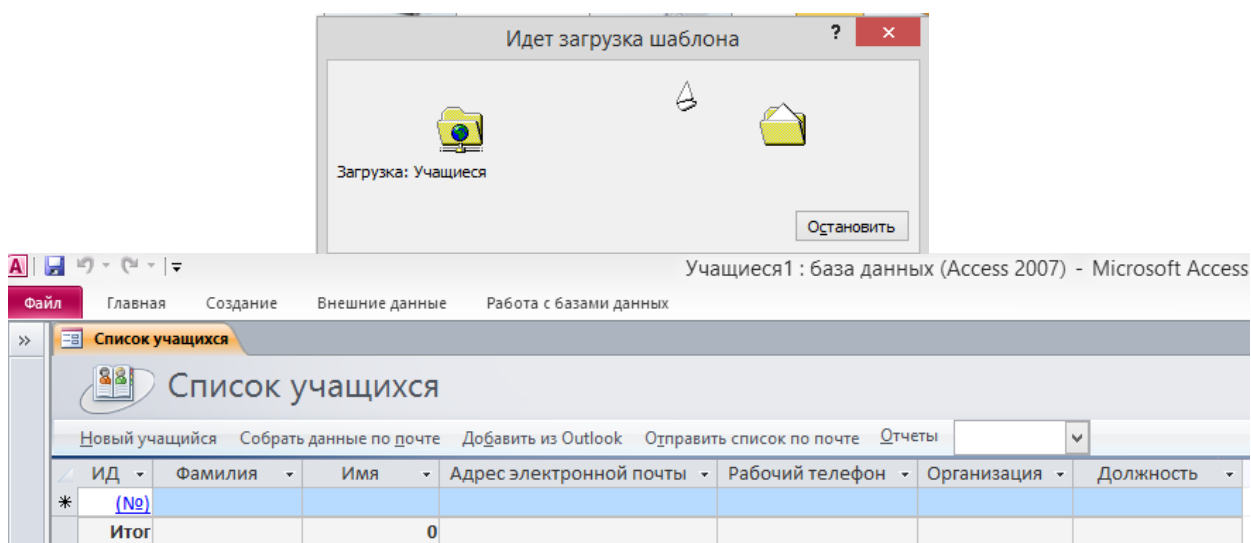 Идет загрузка шаблона ? ×
Загрузка: Учащиеся
Остановить
A Учащиеся1 : база данных (Access 2007) - Microsoft Access
Файл Главная Создание Внешние данные Работа с базами данных
» Список учащихся
Список учащихся
Новый учащийся Собрать данные по почте Добавить из Outlook Отправить список по почте Отчеты
ИД Фамилия Имя Адрес электронной почты Рабочий телефон Организация Должность
* (№)
Итог 0